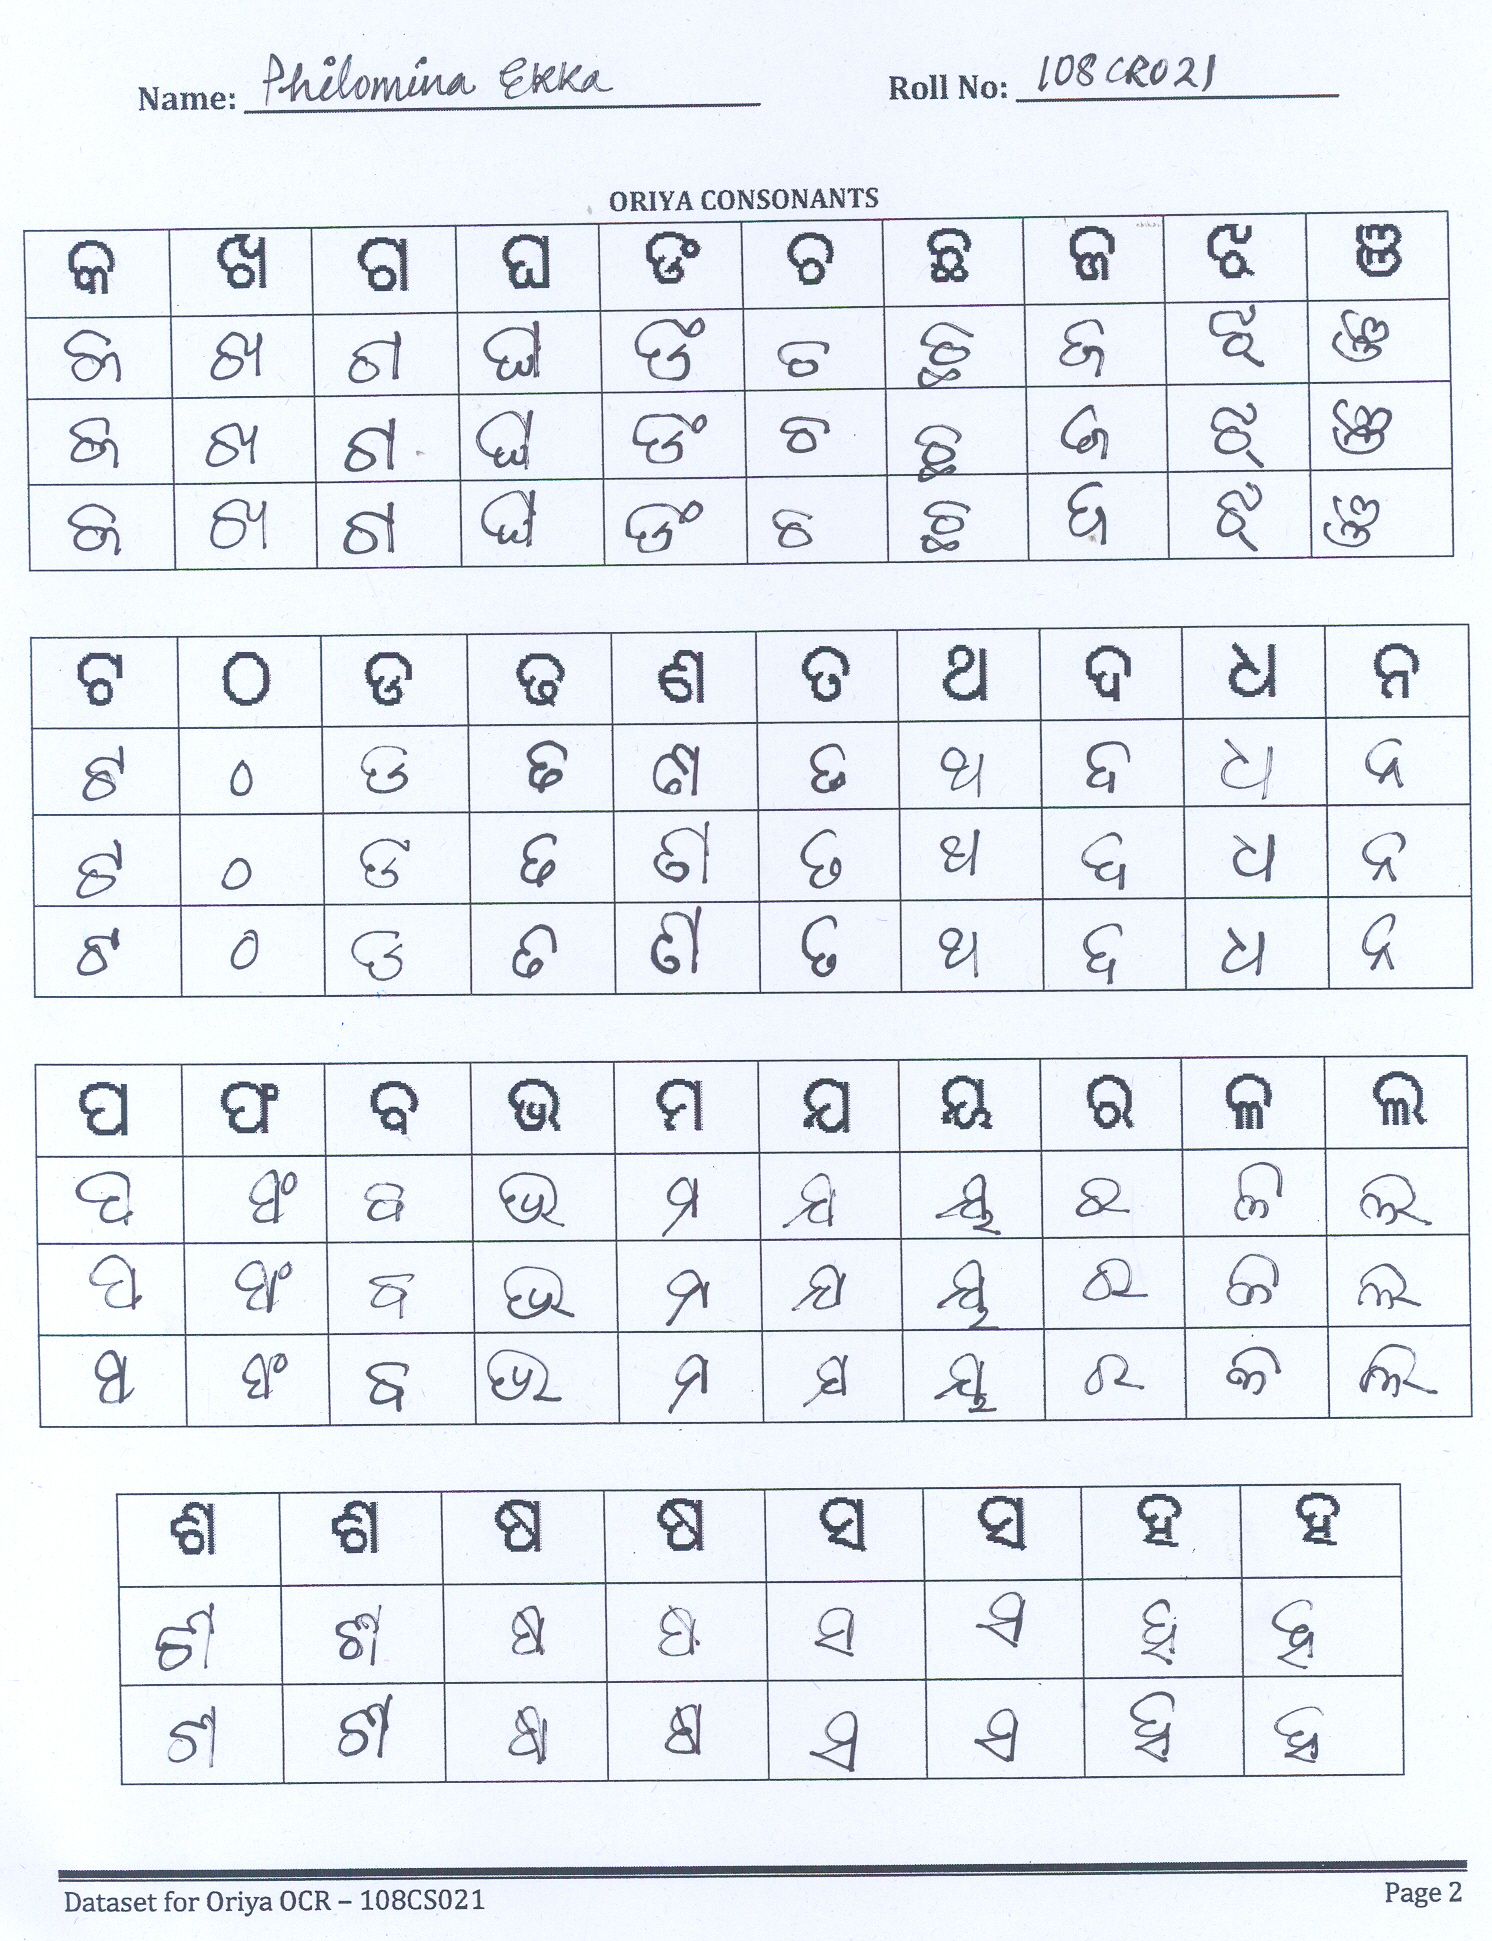 Name: Philomina Ekka Roll No: 108CR021
ORIYA CONSONANTS
କ ଖ ଗ ଘ ଙ ଚ ଛ ଜ ଝ ଞ
କ ଖ ଗ ଘ ଙ ଚ ଛ ଜ ଝ ଞ
କ ଖ ଗ ଘ ଙ ଚ ଛ ଜ ଝ ଞ
କ ଖ ଗ ଘ ଙ ଚ ଛ ଜ ଝ ଞ
ଟ ଠ ଡ ଢ ଣ ତ ଥ ଦ ଧ ନ
ଟ ଠ ଡ ଢ ଣ ତ ଥ ଦ ଧ ନ
ଟ ଠ ଡ ଢ ଣ ତ ଥ ଦ ଧ ନ
ଟ ଠ ଡ ଢ ଣ ତ ଥ ଦ ଧ ନ
ପ ଫ ବ ଭ ମ ଯ ୟ ର ଳ ଲ
ପ ଫ ବ ଭ ମ ଯ ୟ ର ଳ ଲ
ପ ଫ ବ ଭ ମ ଯ ୟ ର ଳ ଲ
ପ ଫ ବ ଭ ମ ଯ ୟ ର ଳ ଲ
ଶ ଶ ଷ ଷ ସ ସ ହ ହ
ଶ ଶ ଷ ଷ ସ ସ ହ ହ
ଶ ଶ ଷ ଷ ସ ସ ହ ହ
Dataset for Oriya OCR – 108CS021 Page 2